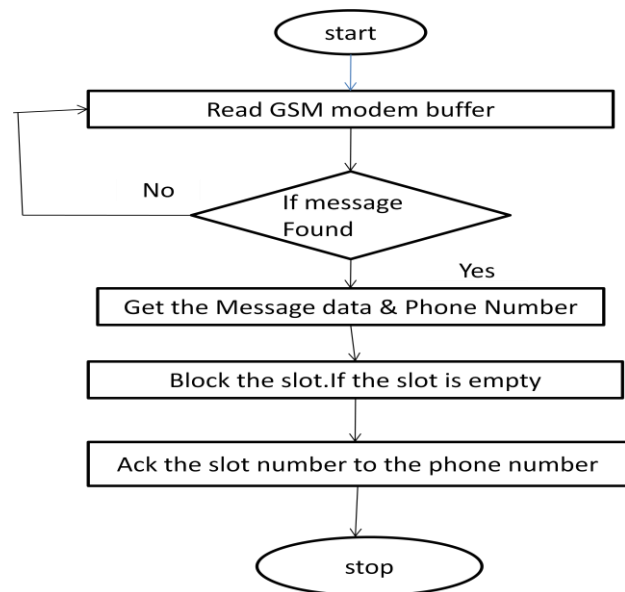 start
Read GSM modem buffer
No
If message
Found
Yes
Get the Message data & Phone Number
Block the slot.If the slot is empty
Ack the slot number to the phone number
stop